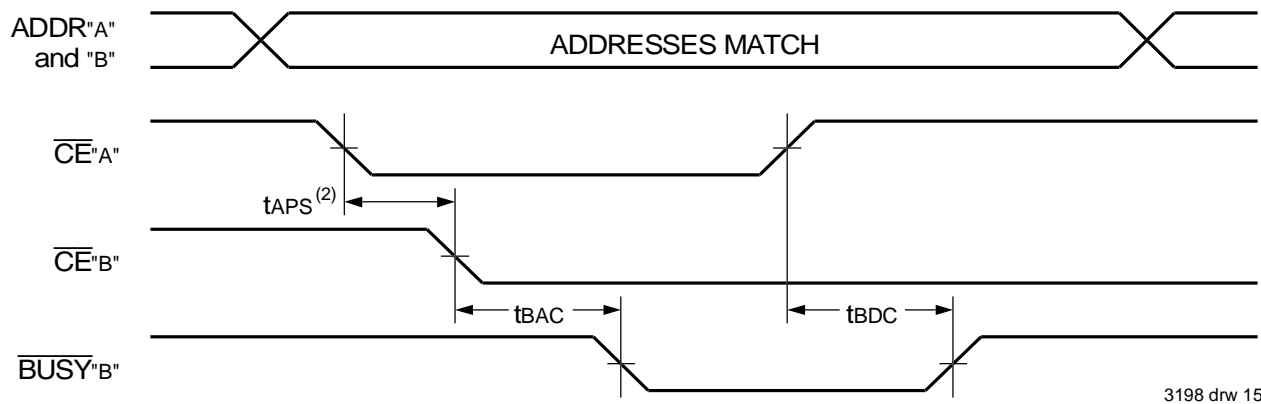 ADDR"A"
and "B"
ADDRESSES MATCH
CE"A"
tAPS(2)
CE"B"
tBAC
tBDC
BUSY"B"
3198 drw 15